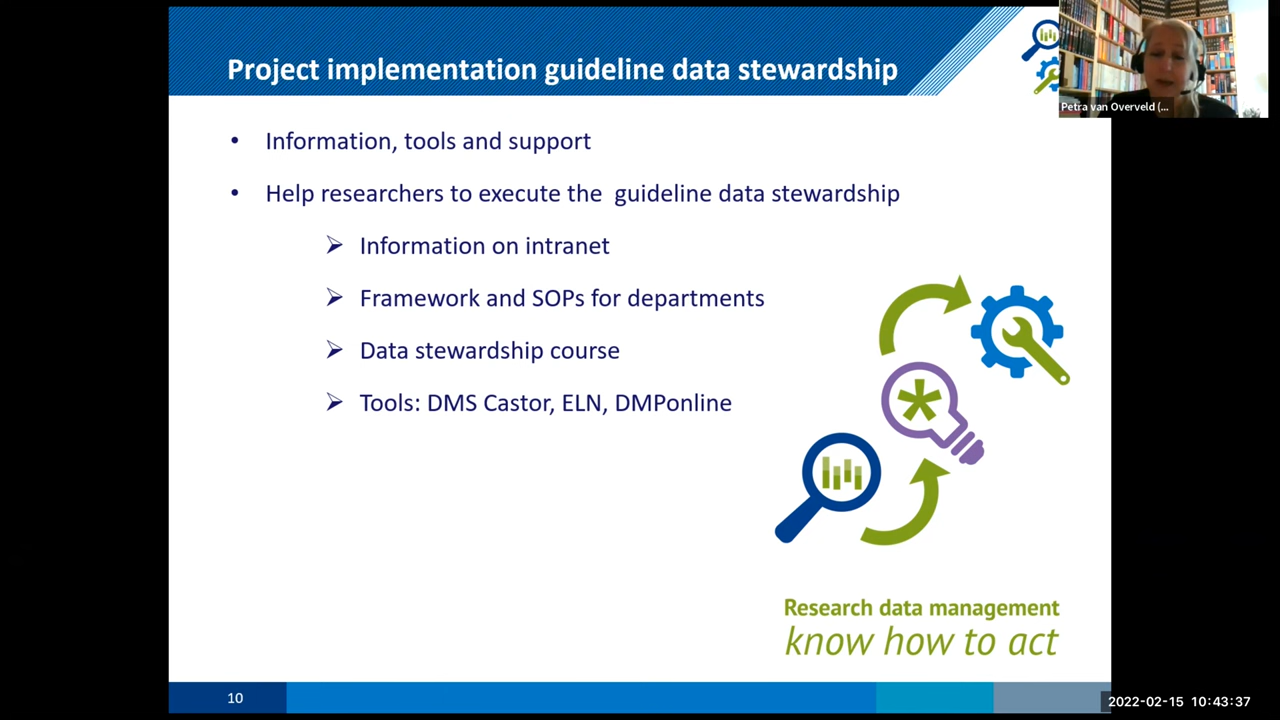 Project implementation guideline data stewardship
Petra van Overveld (...
• Information, tools and support
• Help researchers to execute the guideline data stewardship
➢ Information on intranet
➢ Framework and SOPs for departments
➢ Data stewardship course
➢ Tools: DMS Castor, ELN, DMPonline
Research data management
know how to act
10
2022-02-15 10:43:37